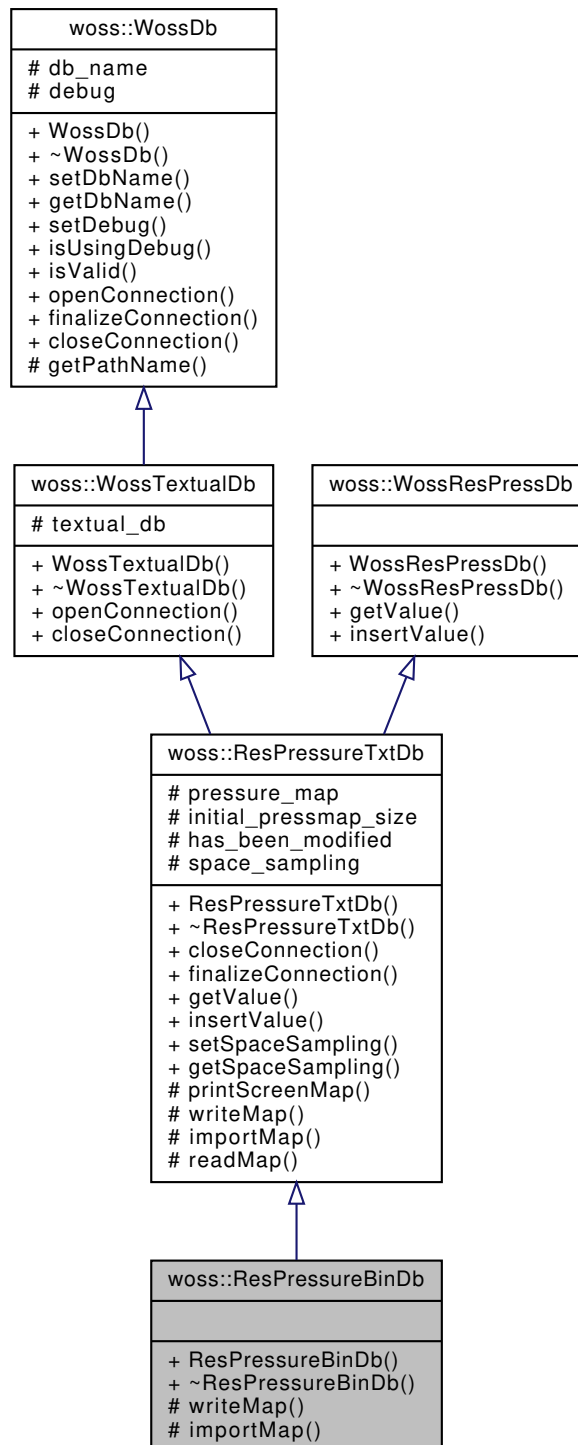 woss::WossDb
# db_name
# debug
+ WossDb()
+ ~WossDb()
+ setDbName()
+ getDbName()
+ setDebug()
+ isUsingDebug()
+ isValid()
+ openConnection()
+ finalizeConnection()
+ closeConnection()
# getPathName()
woss::WossTextualDb
# textual_db
+ WossTextualDb()
+ ~WossTextualDb()
+ openConnection()
+ closeConnection()
woss::WossResPressDb
+ WossResPressDb()
+ ~WossResPressDb()
+ getValue()
+ insertValue()
woss::ResPressureTxtDb
# pressure_map
# initial_pressmap_size
# has_been_modified
# space_sampling
+ ResPressureTxtDb()
+ ~ResPressureTxtDb()
+ closeConnection()
+ finalizeConnection()
+ getValue()
+ insertValue()
+ setSpaceSampling()
+ getSpaceSampling()
# printScreenMap()
# writeMap()
# importMap()
# readMap()
woss::ResPressureBinDb
+ ResPressureBinDb()
+ ~ResPressureBinDb()
# writeMap()
# importMap()